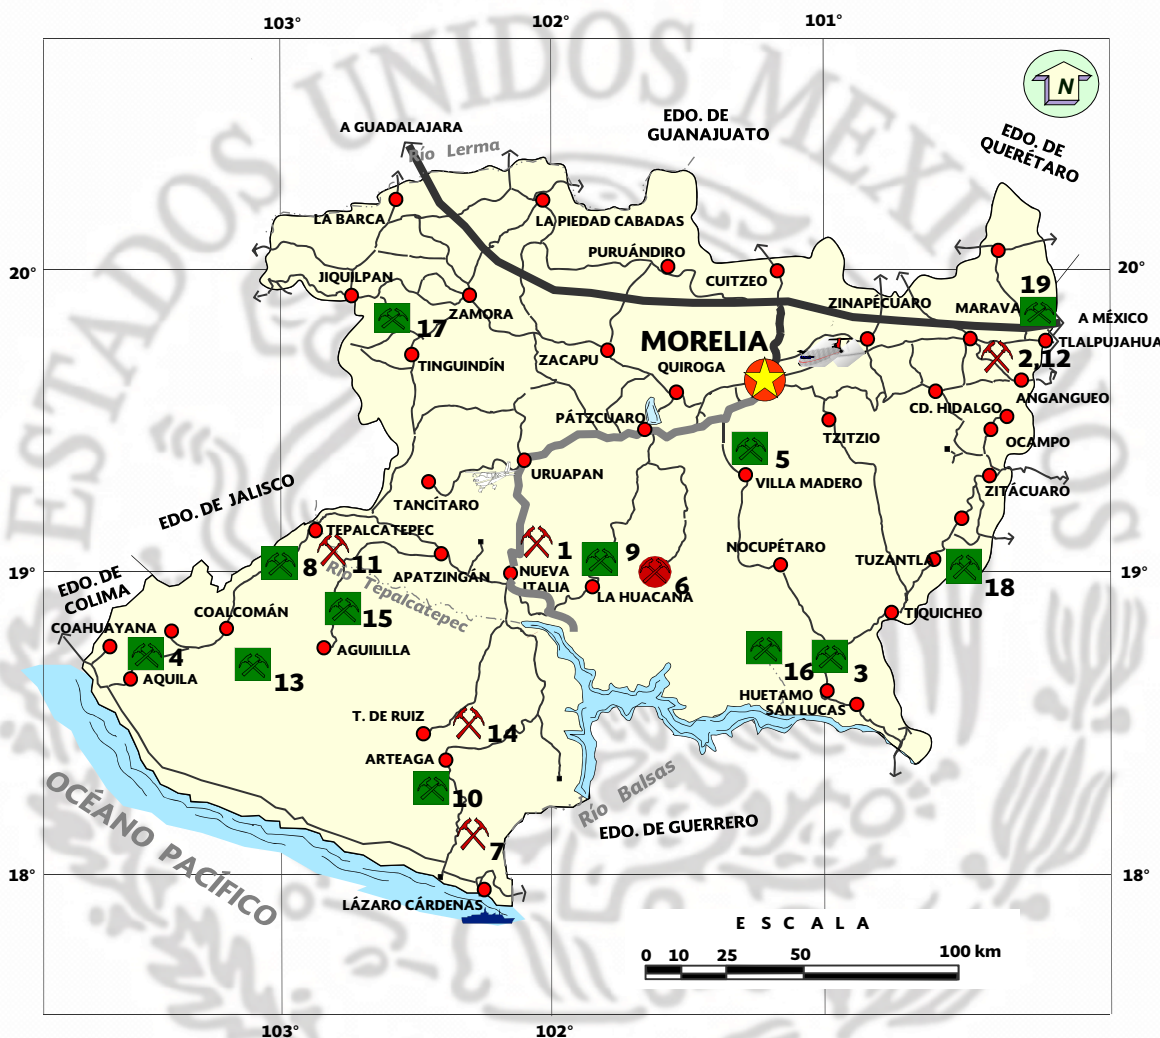 103°
102°
101°
ESTADOS UNIDOS MEXI
N
EDO. DE
GUANAJUATO
A GUADALAJARA
Río Lerma
EDO. DE
QUERÉTARO
LA BARCA
LA PIEDAD CABADAS
PURUÁNDIRO
CUITZEO
20°
20°
JIQUILPAN
ZAMORA
17
ZINAPÉCUARO
MARAVA
19
A MÉXICO
TLALPUJAHUA
MORELIA
TINGUINDÍN
ZACAPU
QUIROGA
2,12
ANGANGUEO
CD. HIDALGO
PÁTZCUARO
TZITZIO
OCAMPO
5
URUAPAN
VILLA MADERO
ZITÁCUARO
EDO. DE JALISCO
TANCÍTARO
TEPALCATEPEC
1
9
NOCUPÉTARO
TUZANTLA
8
11
APATZINGÁN
NUEVA
ITALIA
19°
19°
6
LA HUACANA
18
EDO. DE
COLIMA
Río Tepalcatepec
COALCOMÁN
15
TIQUICHEO
COAHUAYANA
4
AGUILILLA
AQUILA
13
16
3
HUETAMO
SAN LUCAS
T. DE RUIZ
14
ARTEAGA
10
Río Balsas
EDO. DE GUERRERO
OCÉANO PACÍFICO
7
18°
18°
LÁZARO CÁRDENAS
E S C A L A
0 10 25 50 100 km
103°
102°